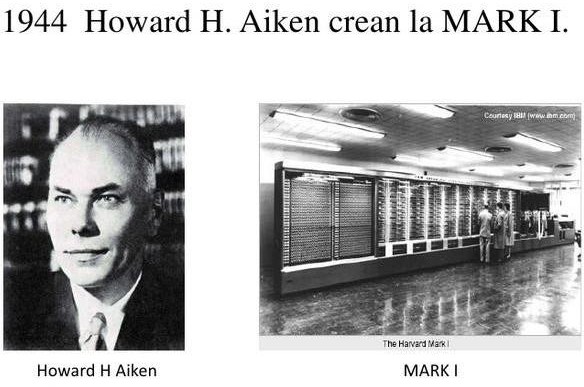 1944 Howard H. Aiken crean la MARK I.
Courtesy IBM (www.ibm.com)
The Harvard Mark I
Howard H Aiken
MARK I